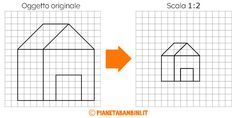 Oggetto originale
Scala 1:2
PIANETABAMBINI.IT